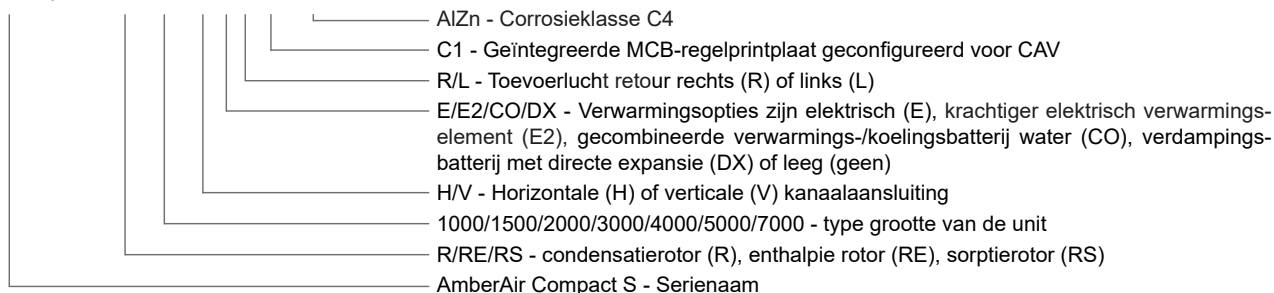 AlZn - Corrosieklasse C4
C1 - Geïntegreerde MCB-regelprintplaat geconfigureerd voor CAV
R/L - Toevoerlucht retour rechts (R) of links (L)
E/E2/CO/DX - Verwarmingsopties zijn elektrisch (E), krachtiger elektrisch verwarmings-
element (E2), gecombineerde verwarmings-/koelingsbatterij water (CO), verdampings-
batterij met directe expansie (DX) of leeg (geen)
H/V - Horizontale (H) of verticale (V) kanaalaansluiting
1000/1500/2000/3000/4000/5000/7000 - type grootte van de unit
R/RE/RS - condensatierotor (R), enthalpie rotor (RE), sorptierotor (RS)
AmberAir Compact S - Serienaam